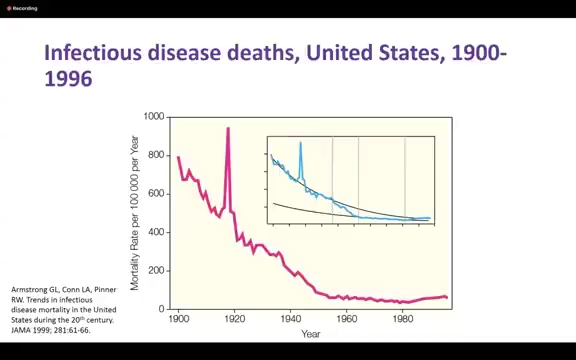 Recording
Infectious disease deaths, United States, 1900-
1996
1000
800
600
400
200
0
Mortality Rate per 100 000 per Year
1900
1920
1940
1960
1980
Year
Armstrong GL, Conn LA, Pinner
RW. Trends in infectious
disease mortality in the United
States during the 20th century.
JAMA 1999; 281:61-66.